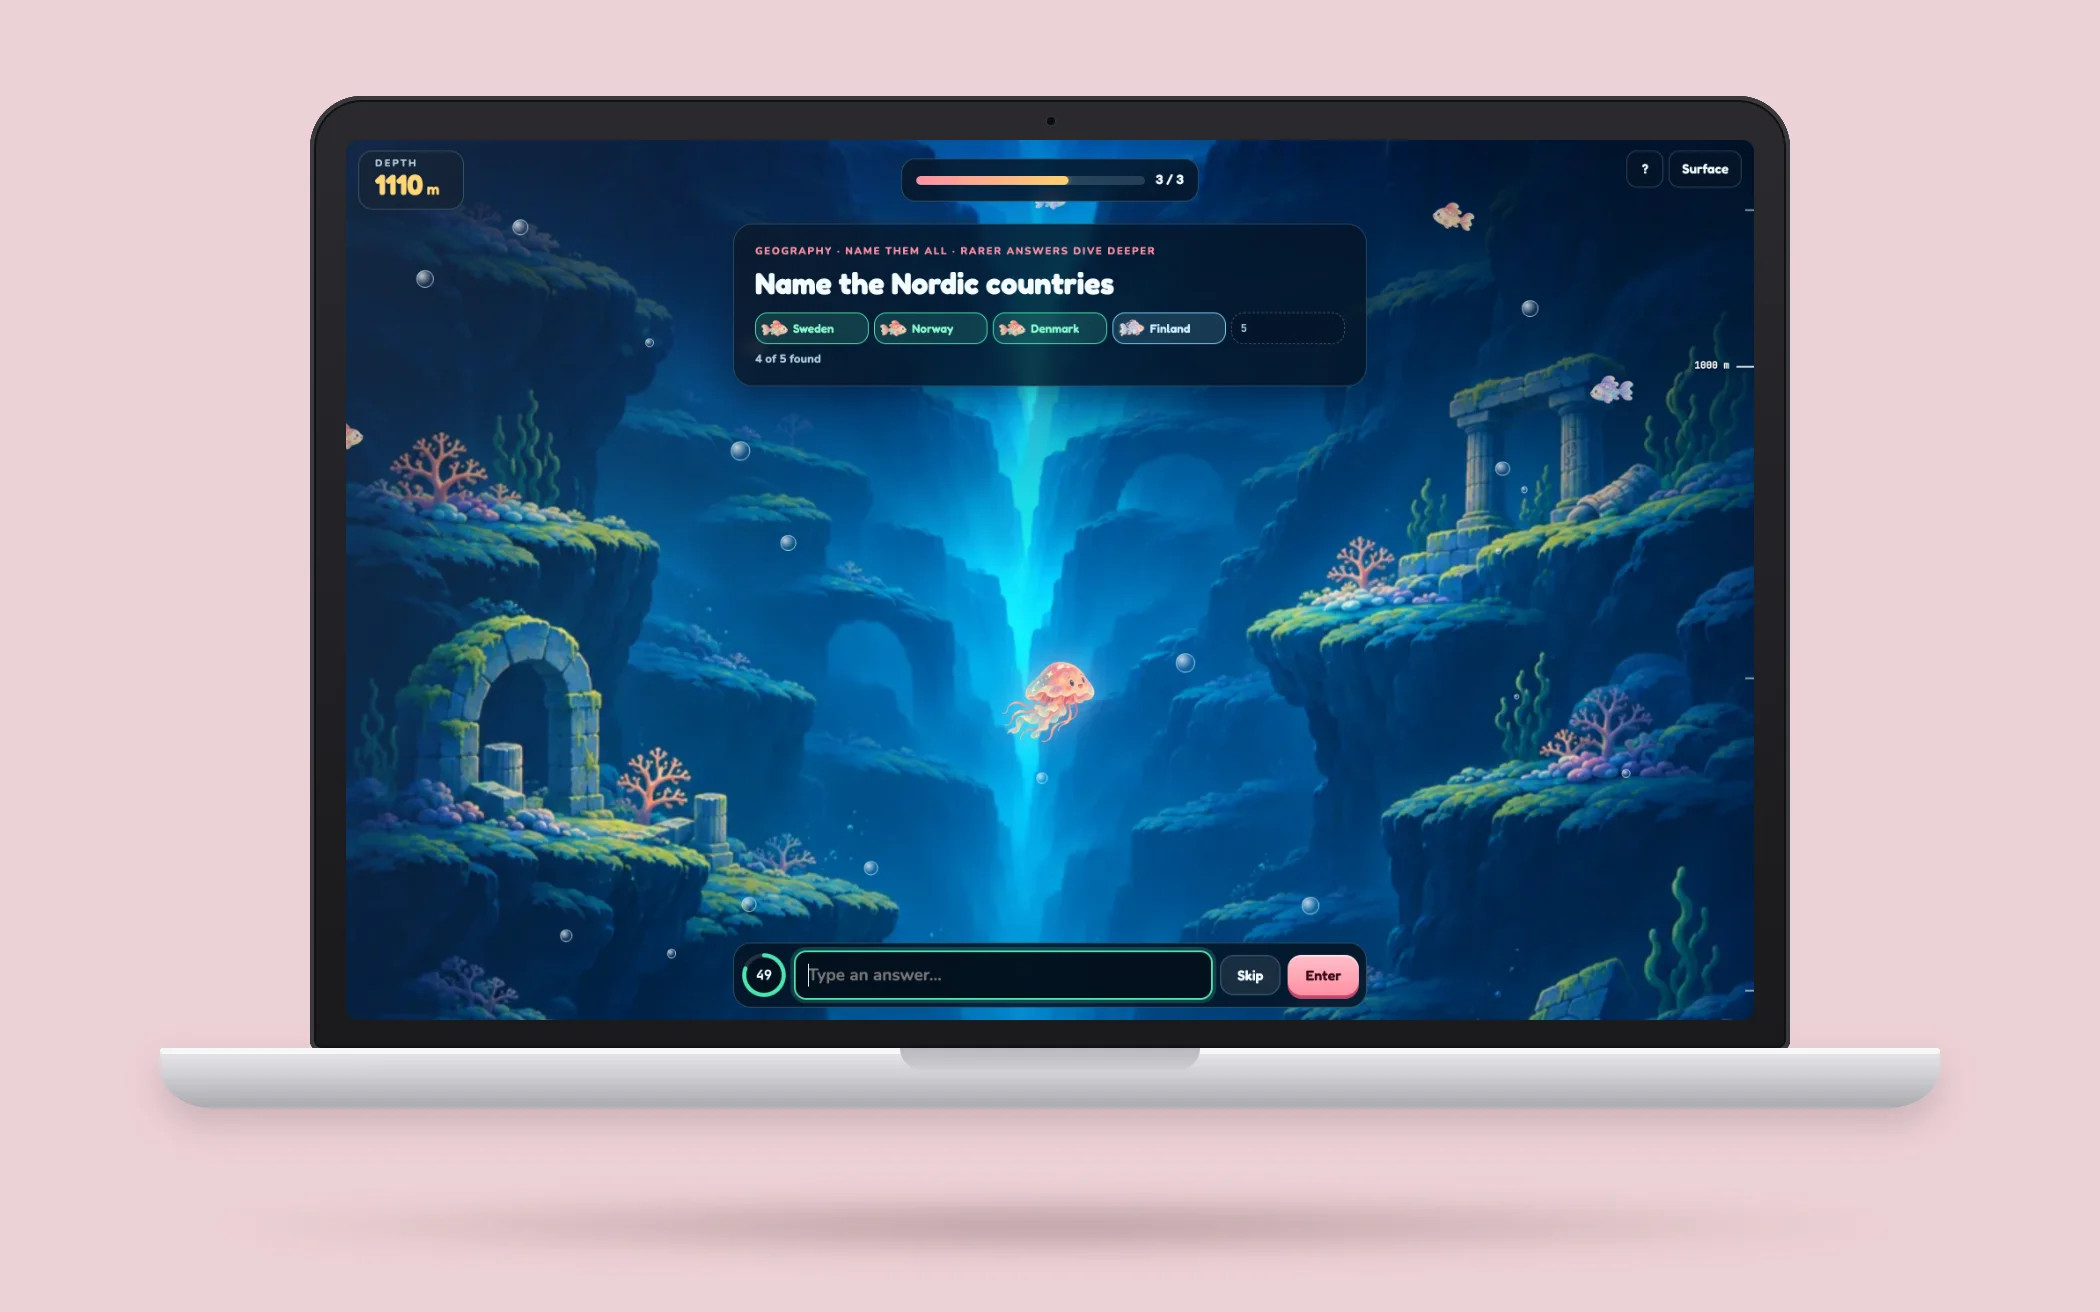 DEPTH
1110 m
3 / 3
?
Surface
GEOGRAPHY · NAME THEM ALL · RARER ANSWERS DIVE DEEPER
Name the Nordic countries
Sweden
Norway
Denmark
Finland
5
4 of 5 found
1000 m
49
Type an answer...
Skip
Enter